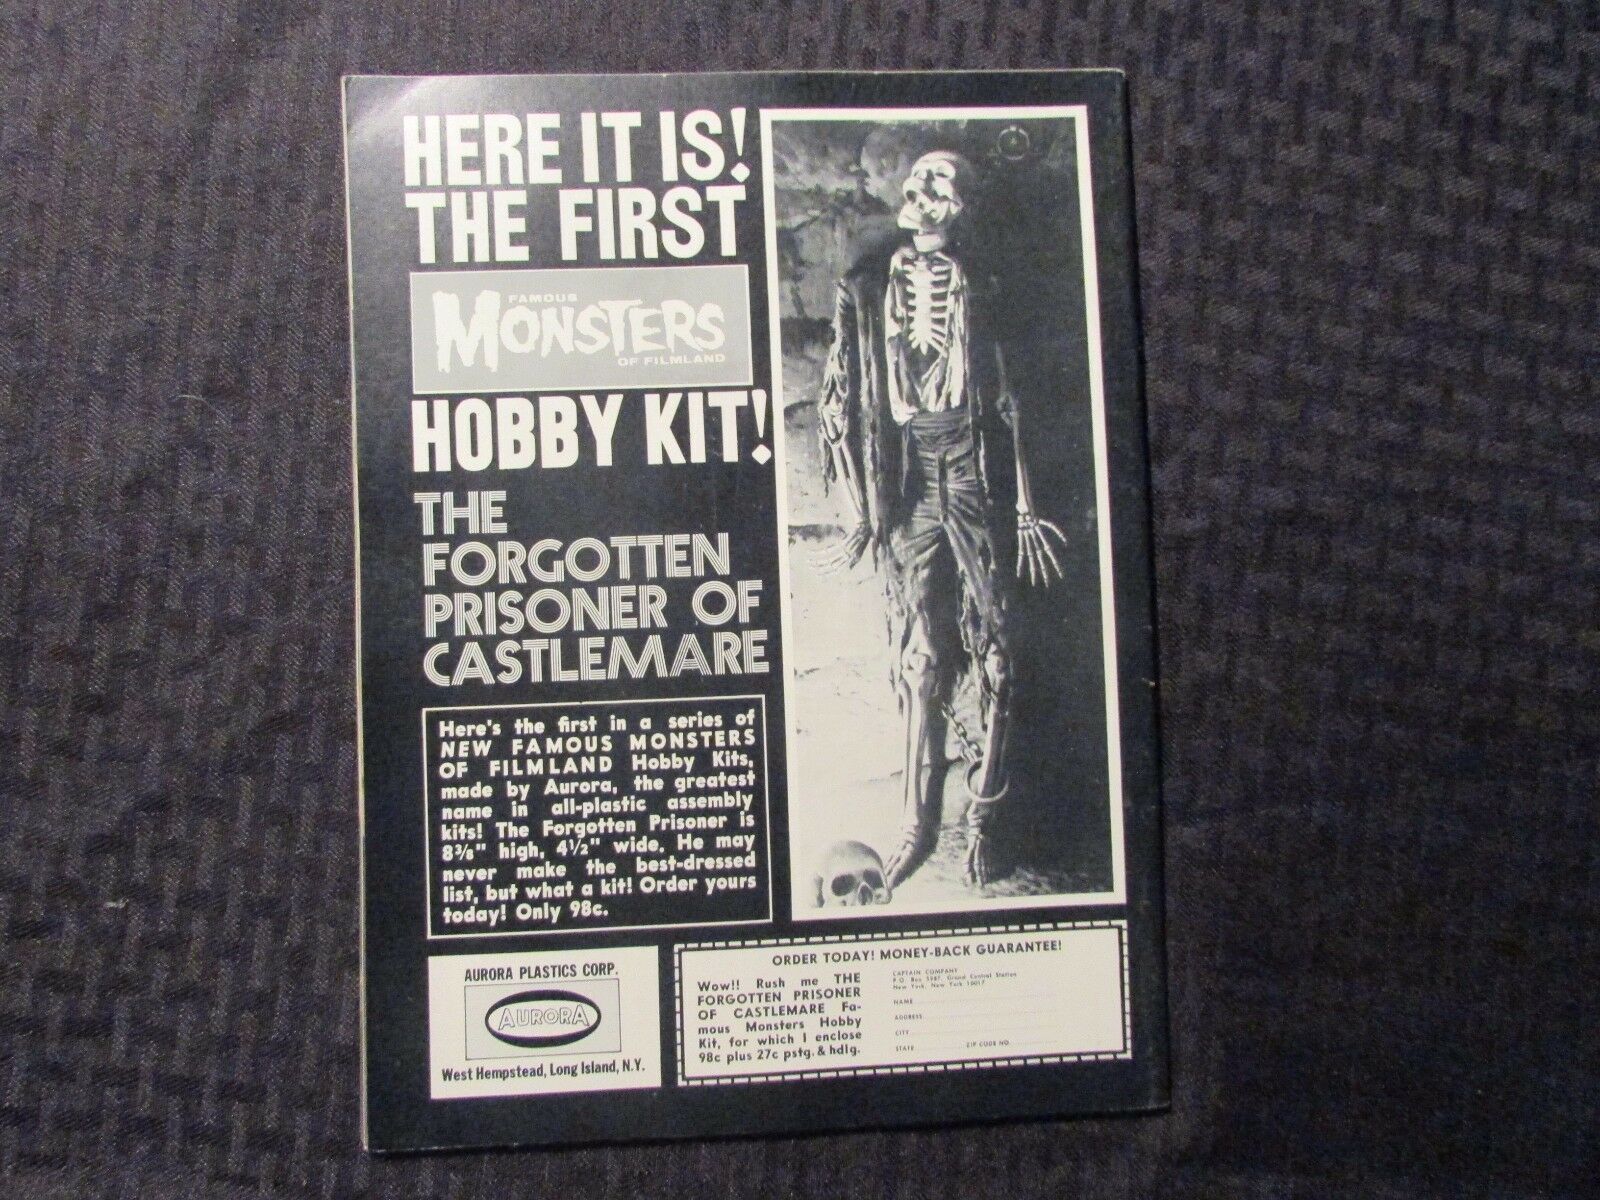 HERE IT IS!
THE FIRST
FAMOUS
MONSTERS
OF FILMLAND
HOBBY KIT!
THE
FORGOTTEN
PRISONER OF
CASTLEMARE
Here's the first in a series of
NEW FAMOUS MONSTERS
OF FILMLAND Hobby Kits,
made by Aurora, the greatest
name in all-plastic assembly
kits! The Forgotten Prisoner is
8⅜" high, 4½" wide. He may
never make the best-dressed
list, but what a kit! Order yours
today! Only 98c.
AURORA PLASTICS CORP.
AURORA
West Hempstead, Long Island, N.Y.
ORDER TODAY! MONEY-BACK GUARANTEE!
Wow!! Rush me THE
FORGOTTEN PRISONER
OF CASTLEMARE Fa-
mous Monsters Hobby
Kit, for which I enclose
98c plus 27c pstg. & hdlg.
CAPTAIN COMPANY
P.O. Box 5987, Grand Central Station
New York, New York 10017
NAME
ADDRESS
CITY
STATE ZIP CODE NO.